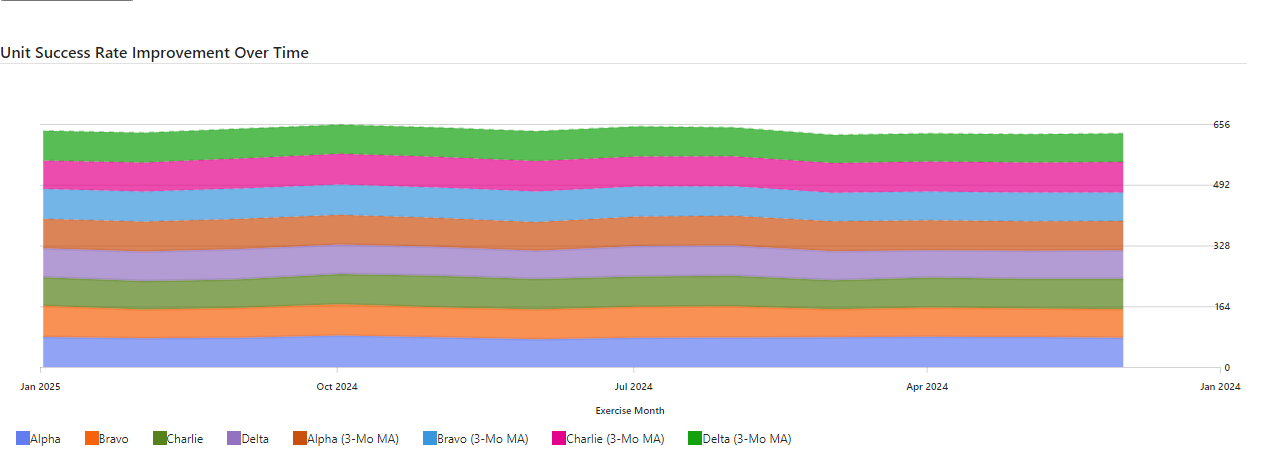 Unit Success Rate Improvement Over Time
656
492
328
164
0
Jan 2025 Oct 2024 Jul 2024 Apr 2024 Jan 2024
Exercise Month
Alpha Bravo Charlie Delta Alpha (3-Mo MA) Bravo (3-Mo MA) Charlie (3-Mo MA) Delta (3-Mo MA)